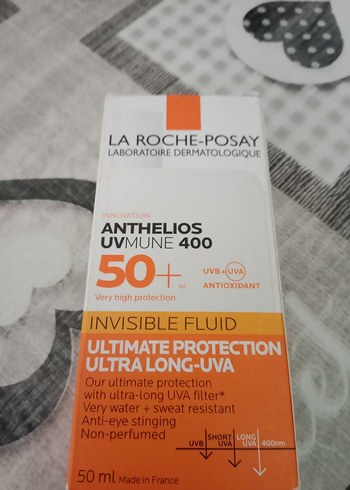 LA ROCHE-POSAY
LABORATOIRE DERMATOLOGIQUE
INNOVATION
ANTHELIOS
UVMUNE 400
50+
UVB + UVA
ANTIOXIDANT
Very high protection
INVISIBLE FLUID
ULTIMATE PROTECTION
ULTRA LONG-UVA
Our ultimate protection
with ultra-long UVA filter*
Very water + sweat resistant
Anti-eye stinging
Non-perfumed
UVB
SHORT
UVA
LONG
UVA
400nm
50 ml Made in France